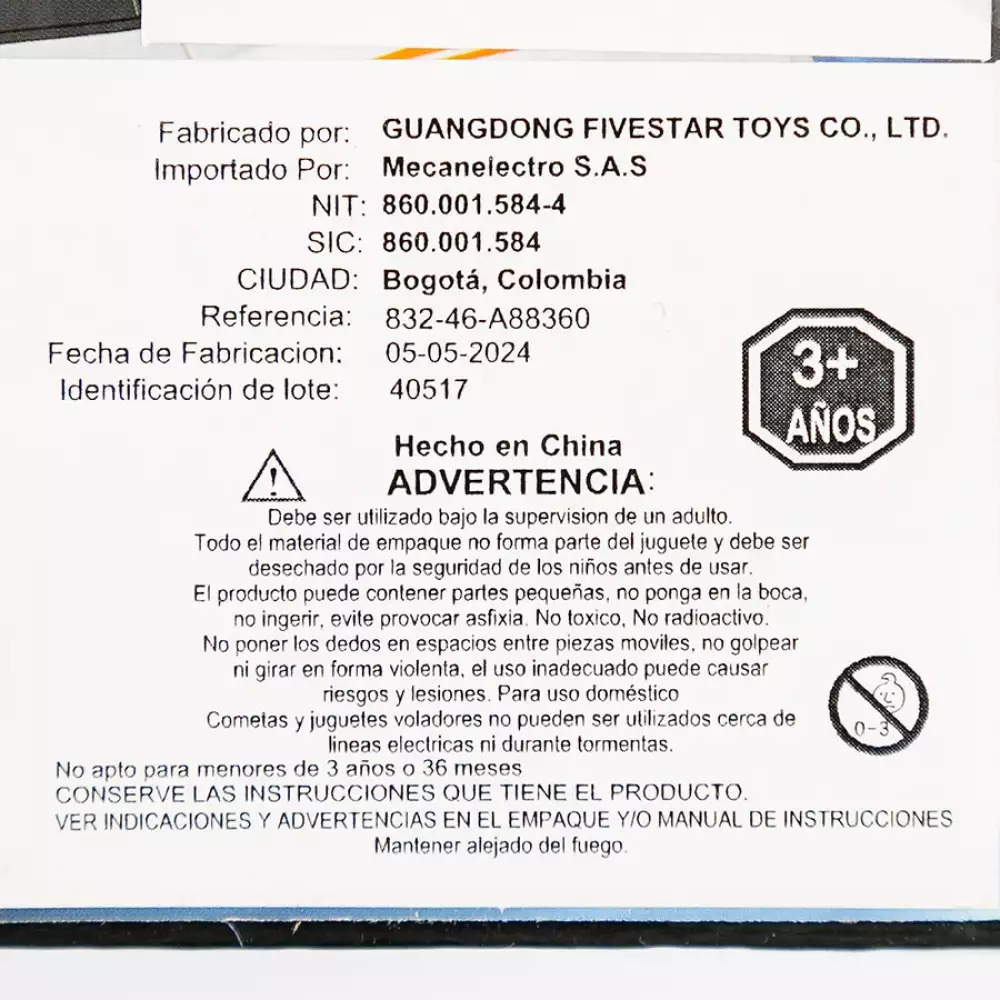 Fabricado por: GUANGDONG FIVESTAR TOYS CO., LTD.
Importado Por: Mecanelectro S.A.S
NIT: 860.001.584-4
SIC: 860.001.584
CIUDAD: Bogotá, Colombia
Referencia: 832-46-A88360
Fecha de Fabricacion: 05-05-2024
Identificación de lote: 40517
3+
AÑOS
Hecho en China
ADVERTENCIA:
Debe ser utilizado bajo la supervision de un adulto.
Todo el material de empaque no forma parte del juguete y debe ser
desechado por la seguridad de los niños antes de usar.
El producto puede contener partes pequeñas, no ponga en la boca,
no ingerir, evite provocar asfixia. No toxico, No radioactivo.
No poner los dedos en espacios entre piezas moviles, no golpear
ni girar en forma violenta, el uso inadecuado puede causar
riesgos y lesiones. Para uso doméstico
Cometas y juguetes voladores no pueden ser utilizados cerca de
lineas electricas ni durante tormentas.
0-3
No apto para menores de 3 años o 36 meses
CONSERVE LAS INSTRUCCIONES QUE TIENE EL PRODUCTO.
VER INDICACIONES Y ADVERTENCIAS EN EL EMPAQUE Y/O MANUAL DE INSTRUCCIONES
Mantener alejado del fuego.